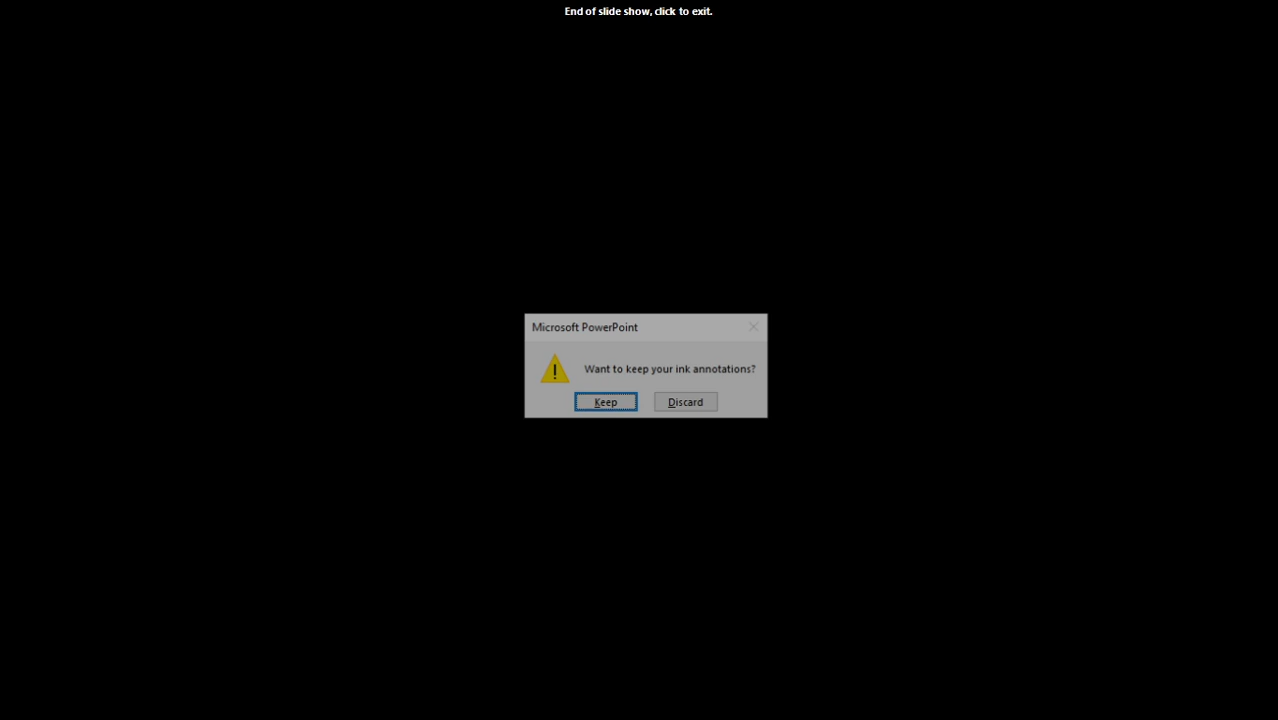 End of slide show, click to exit.
Microsoft PowerPoint
Want to keep your ink annotations?
Keep Discard